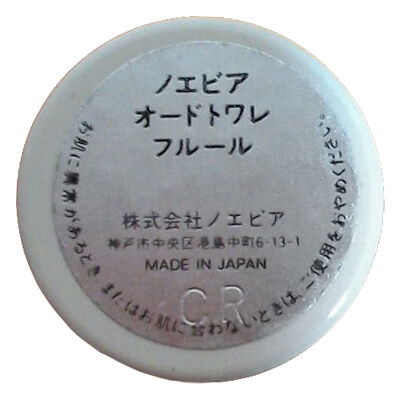 ノエビア
オードトワレ
フルール
株式会社ノエビア
神戸市中央区港島中町6-13-1
MADE IN JAPAN
CR
お肌に異常があるとき、またはお肌に合わないときは、ご使用をおやめください。